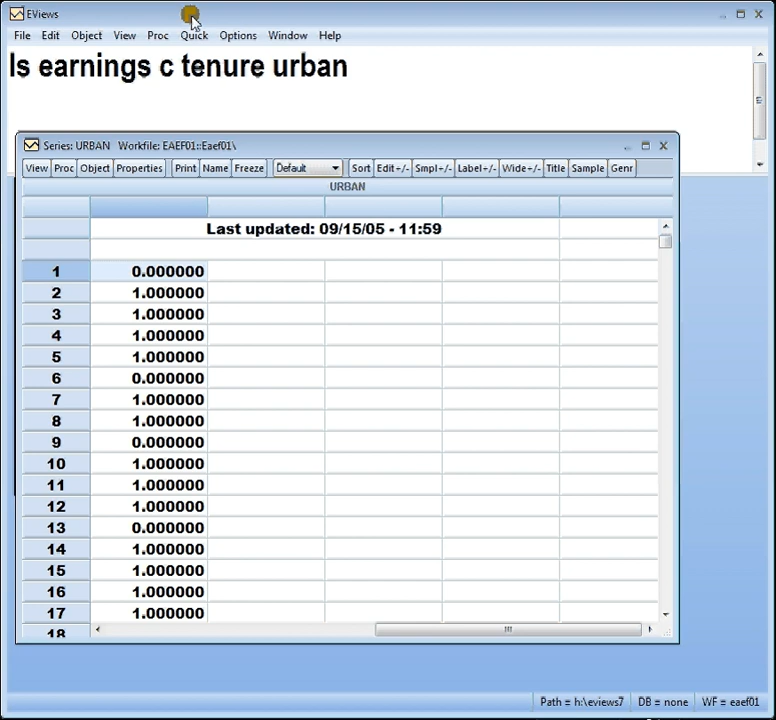 EViews
File Edit Object View Proc Quick Options Window Help
ls earnings c tenure urban
Series: URBAN Workfile: EAEF01::Eaef01\
View Proc Object Properties Print Name Freeze Default Sort Edit+/- Smpl+/- Label+/- Wide+/- Title Sample Genr
URBAN
Last updated: 09/15/05 - 11:59
1 0.000000
2 1.000000
3 1.000000
4 1.000000
5 1.000000
6 0.000000
7 1.000000
8 1.000000
9 0.000000
10 1.000000
11 1.000000
12 1.000000
13 0.000000
14 1.000000
15 1.000000
16 1.000000
17 1.000000
18
Path = h:\eviews7 DB = none WF = eaef01